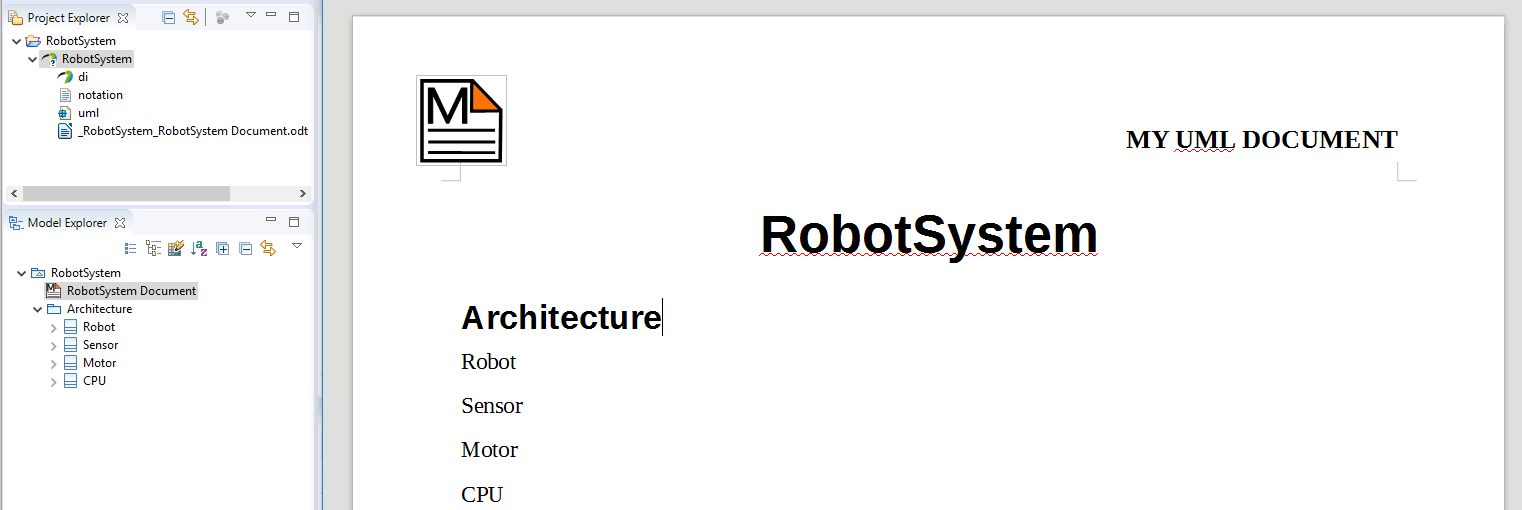 Project Explorer
RobotSystem
RobotSystem
di
notation
uml
_RobotSystem_RobotSystem Document.odt
Model Explorer
RobotSystem
RobotSystem Document
Architecture
Robot
Sensor
Motor
CPU
M
MY UML DOCUMENT
RobotSystem
Architecture
Robot
Sensor
Motor
CPU